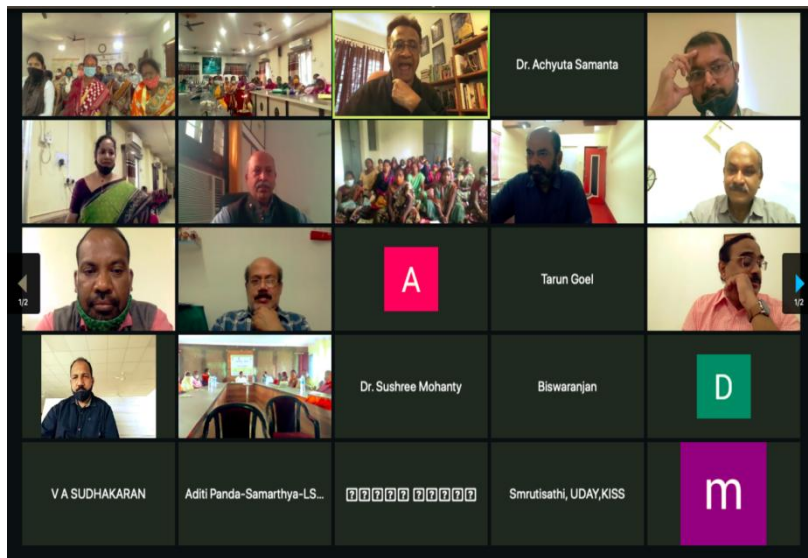 Dr. Achyuta Samanta
1/2
A
Tarun Goel
1/2
Dr. Sushree Mohanty
Biswaranjan
D
V A SUDHAKARAN
Aditi Panda-Samarthya-LS...
Smrutisathi, UDAY,KISS
m